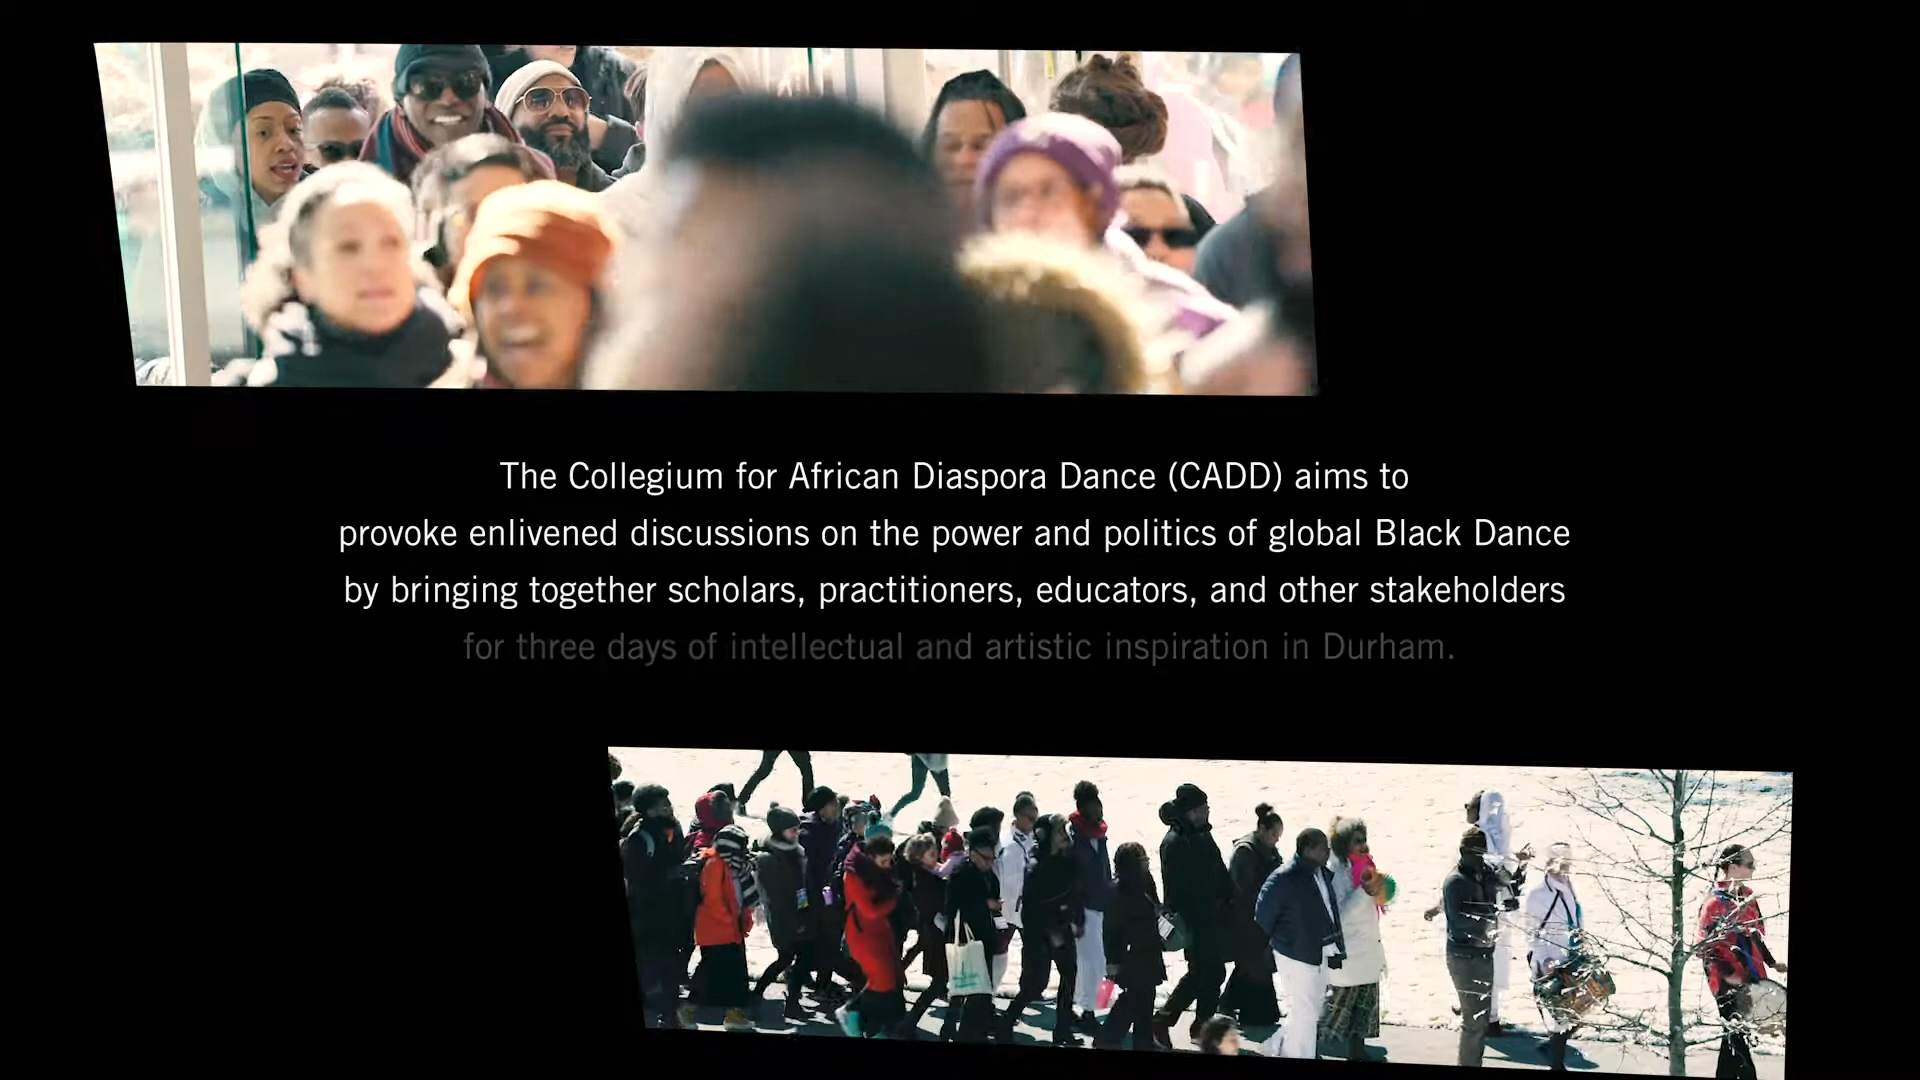 The Collegium for African Diaspora Dance (CADD) aims to
provoke enlivened discussions on the power and politics of global Black Dance
by bringing together scholars, practitioners, educators, and other stakeholders
for three days of intellectual and artistic inspiration in Durham.